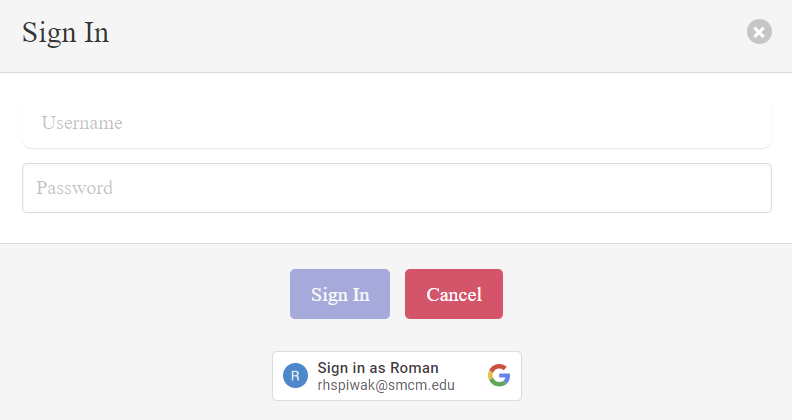 Sign In
Username
Password
Sign In
Cancel
R
Sign in as Roman
rhspiwak@smcm.edu